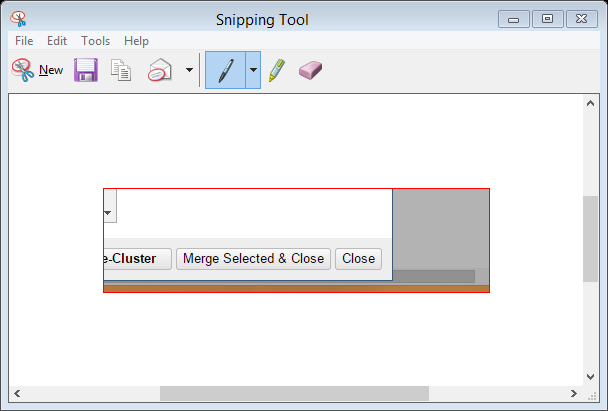 Snipping Tool
File Edit Tools Help
New
e-Cluster Merge Selected & Close Close